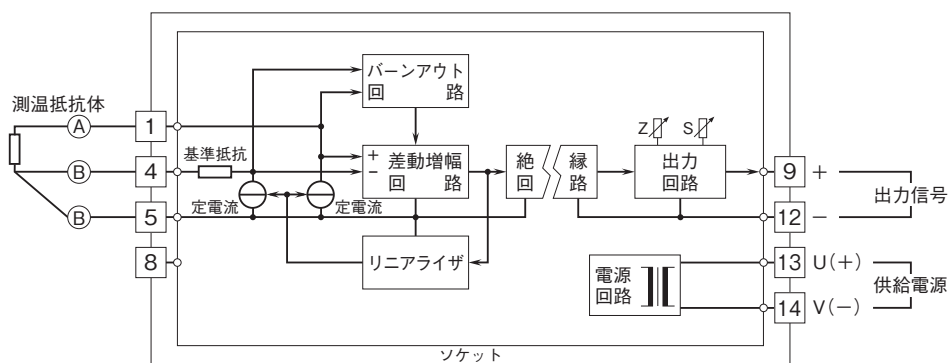 測温抵抗体
A
B
B
1
4
5
8
基準抵抗
定電流
定電流
バーンアウト
回 路
+
−
差動増幅
回 路
リニアライザ
絶 縁
回 路
Z
S
出力
回路
電源
回路
9
+
12
−
出力信号
13
U(+)
14
V(−)
供給電源
ソケット